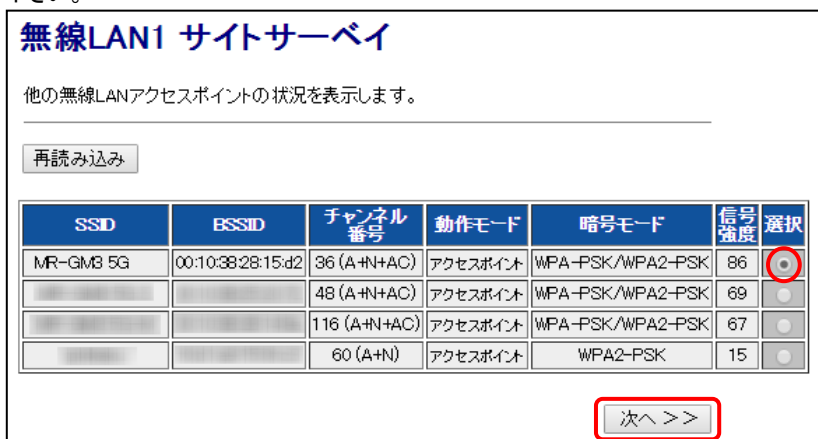 下さい。
無線LAN1 サイトサーベイ
他の無線LANアクセスポイントの状況を表示します。
再読み込み
SSID BSSID チャンネル番号 動作モード 暗号モード 信号強度 選択
MR-GM3 5G 00:10:38:28:15:d2 36 (A+N+AC) アクセスポイント WPA-PSK/WPA2-PSK 86
48 (A+N+AC) アクセスポイント WPA-PSK/WPA2-PSK 69
116 (A+N+AC) アクセスポイント WPA-PSK/WPA2-PSK 67
60 (A+N) アクセスポイント WPA2-PSK 15
次へ >>